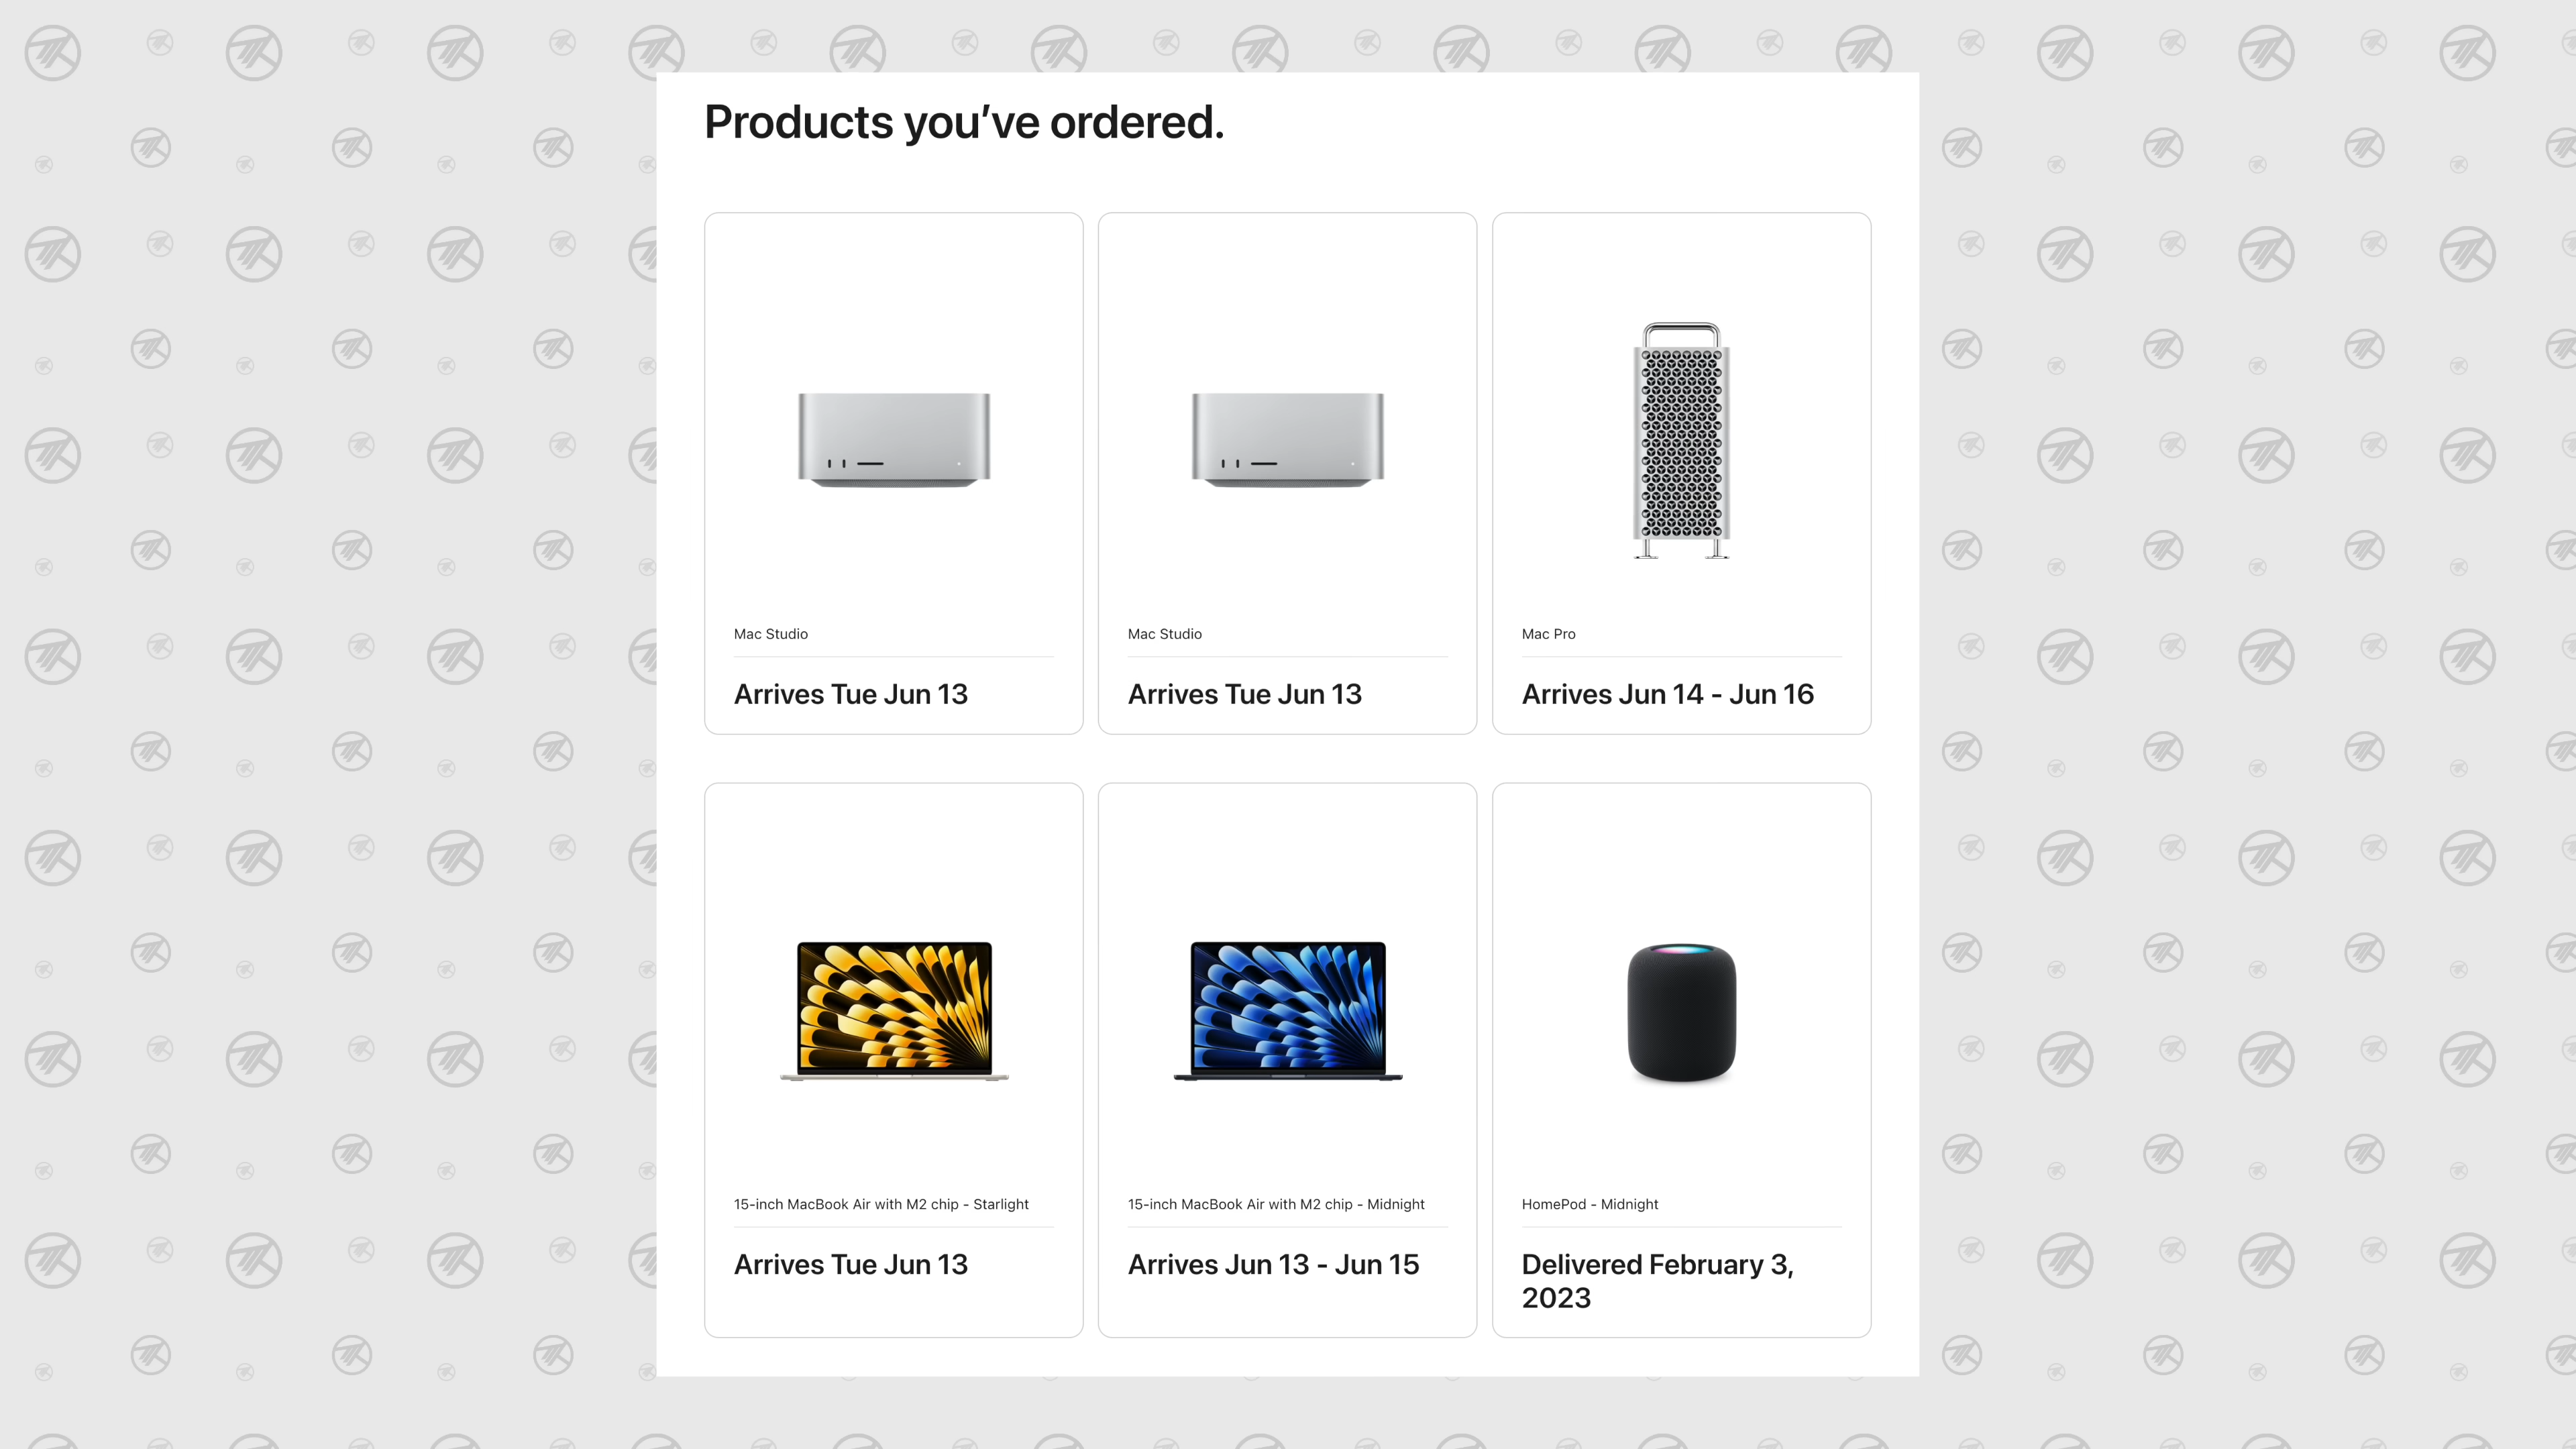 Products you’ve ordered.
Mac Studio
Arrives Tue Jun 13
Mac Studio
Arrives Tue Jun 13
Mac Pro
Arrives Jun 14 - Jun 16
15-inch MacBook Air with M2 chip - Starlight
Arrives Tue Jun 13
15-inch MacBook Air with M2 chip - Midnight
Arrives Jun 13 - Jun 15
HomePod - Midnight
Delivered February 3,
2023